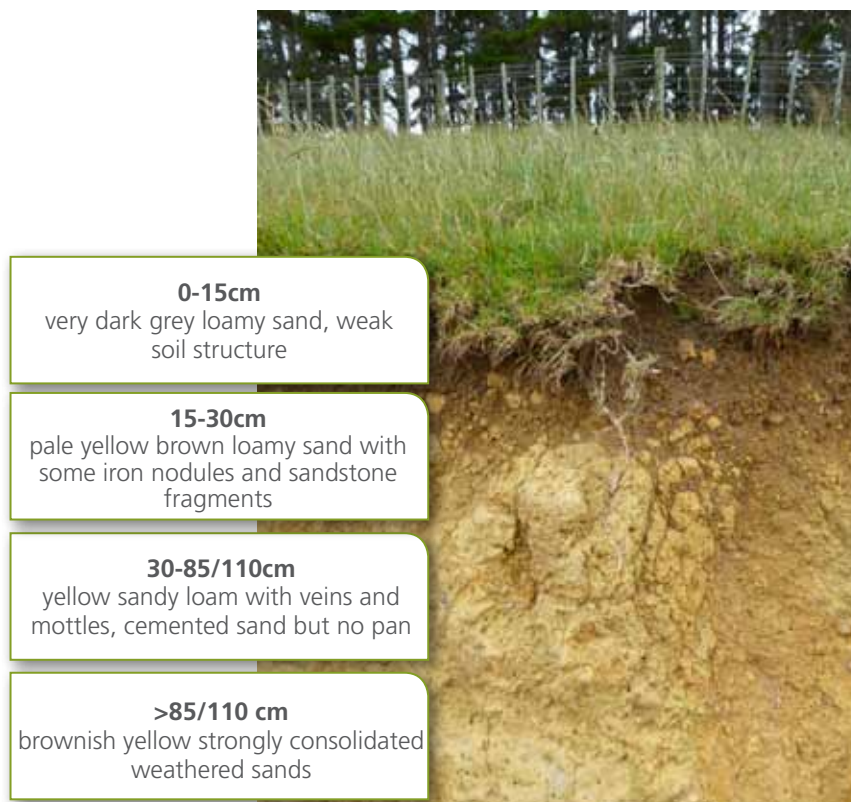 0-15cm
very dark grey loamy sand, weak
soil structure
15-30cm
pale yellow brown loamy sand with
some iron nodules and sandstone
fragments
30-85/110cm
yellow sandy loam with veins and
mottles, cemented sand but no pan
>85/110 cm
brownish yellow strongly consolidated
weathered sands